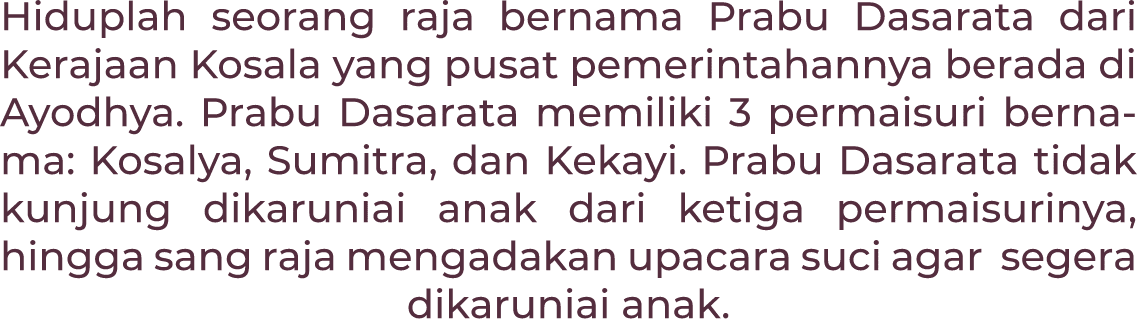 Hiduplah seorang raja bernama Prabu Dasarata dari
Kerajaan Kosala yang pusat pemerintahannya berada di
Ayodhya. Prabu Dasarata memiliki 3 permaisuri berna-
ma: Kosalya, Sumitra, dan Kekayi. Prabu Dasarata tidak
kunjung dikaruniai anak dari ketiga permaisurinya,
hingga sang raja mengadakan upacara suci agar  segera
dikaruniai anak.